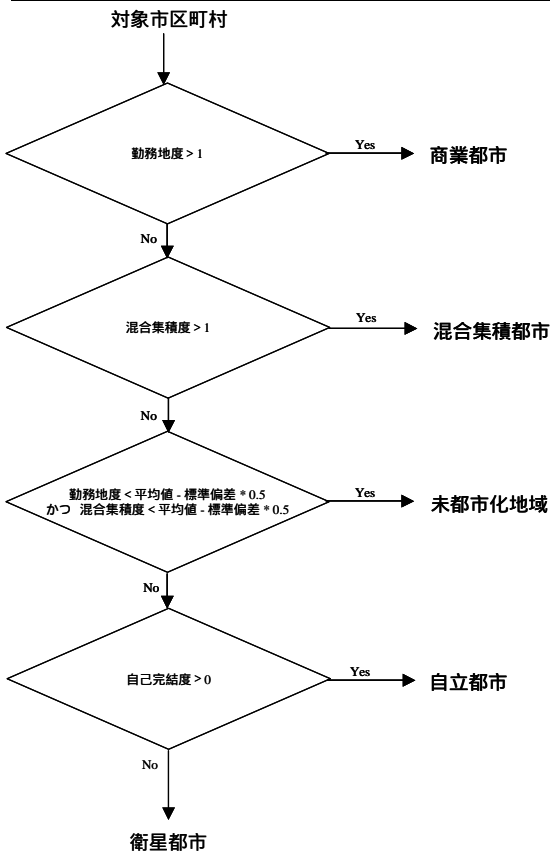 対象市区町村
勤務地度 > 1
Yes
商業都市
No
混合集積度 > 1
Yes
混合集積都市
No
勤務地度 < 平均値 - 標準偏差 * 0.5
かつ 混合集積度 < 平均値 - 標準偏差 * 0.5
Yes
未都市化地域
No
自己完結度 > 0
Yes
自立都市
No
衛星都市